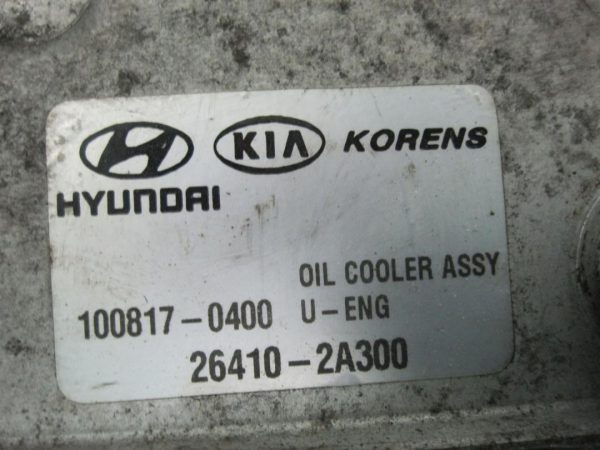 KIA KORENS
HYUNDAI
OIL COOLER ASSY
100817-0400 U-ENG
26410-2A300